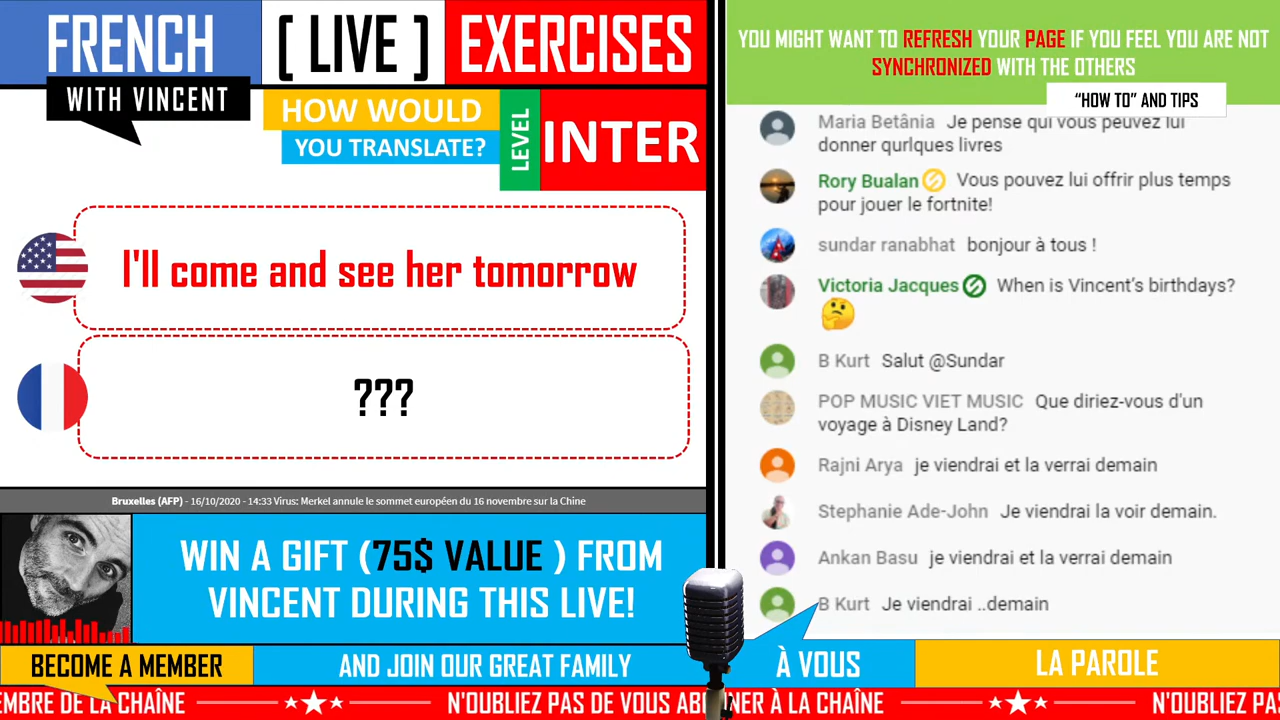 FRENCH
WITH VINCENT
[ LIVE ]
EXERCISES
HOW WOULD
YOU TRANSLATE?
LEVEL
INTER
I'll come and see her tomorrow
???
Bruxelles (AFP) - 16/10/2020 - 14:33 Virus: Merkel annule le sommet européen du 16 novembre sur la Chine
WIN A GIFT (75$ VALUE ) FROM
VINCENT DURING THIS LIVE!
BECOME A MEMBER
AND JOIN OUR GREAT FAMILY
YOU MIGHT WANT TO REFRESH YOUR PAGE IF YOU FEEL YOU ARE NOT
SYNCHRONIZED WITH THE OTHERS
“HOW TO” AND TIPS
Maria Betânia Je pense qui vous peuvez lui
donner qurlques livres
Rory Bualan Vous pouvez lui offrir plus temps
pour jouer le fortnite!
sundar ranabhat bonjour à tous !
Victoria Jacques When is Vincent’s birthdays?
B Kurt Salut @Sundar
POP MUSIC VIET MUSIC Que diriez-vous d'un
voyage à Disney Land?
Rajni Arya je viendrai et la verrai demain
Stephanie Ade-John Je viendrai la voir demain.
Ankan Basu je viendrai et la verrai demain
B Kurt Je viendrai ..demain
À VOUS
LA PAROLE
EMBRE DE LA CHAÎNE
N'OUBLIEZ PAS DE VOUS ABONNER À LA CHAÎNE
N'OUBLIEZ PAS